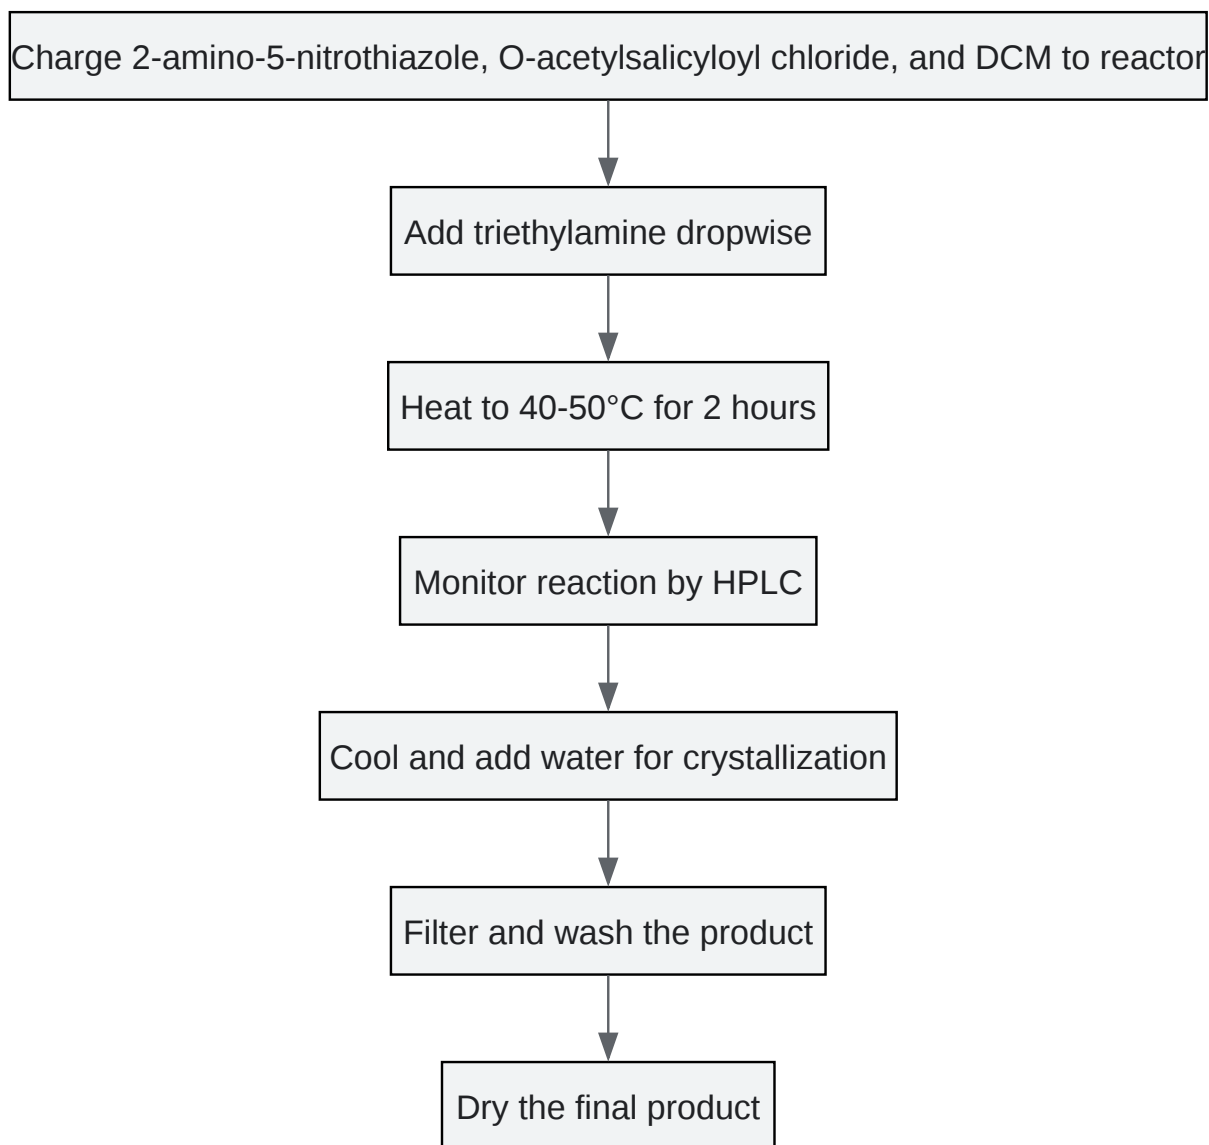 Charge 2-amino-5-nitrothiazole, O-acetylsalicyloyl chloride, and DCM to reactor
Add triethylamine dropwise
Heat to 40-50°C for 2 hours
Monitor reaction by HPLC
Cool and add water for crystallization
Filter and wash the product
Dry the final product